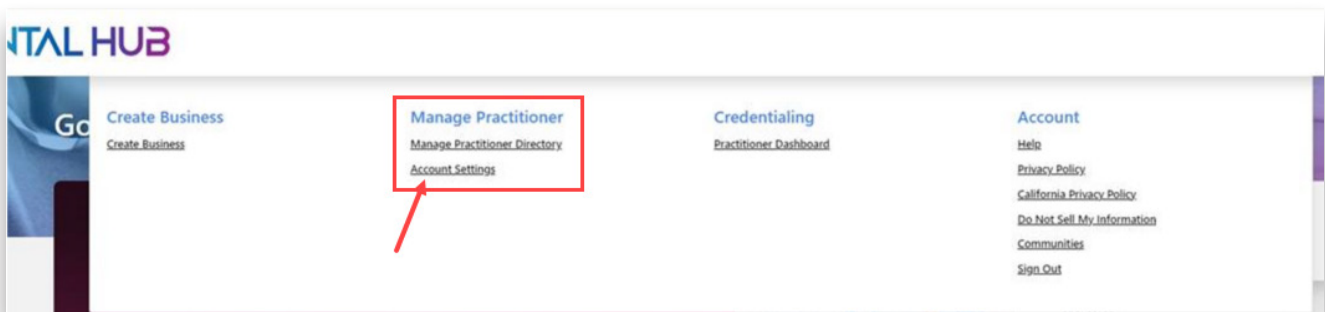 NTAL HUB
Go
Create Business
Create Business
Manage Practitioner
Manage Practitioner Directory
Account Settings
Credentialing
Practitioner Dashboard
Account
Help
Privacy Policy
California Privacy Policy
Do Not Sell My Information
Communities
Sign Out